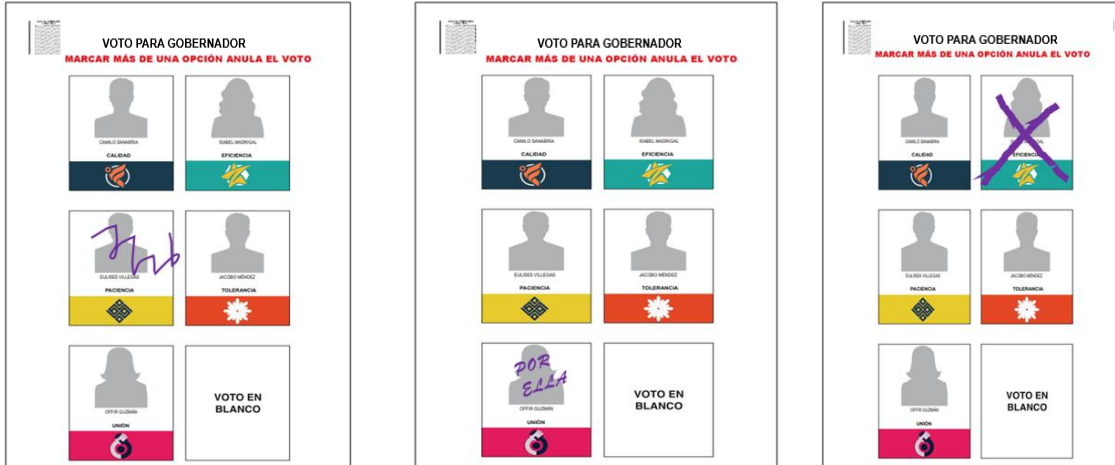 VOTO PARA GOBERNADOR
MARCAR MÁS DE UNA OPCIÓN ANULA EL VOTO
CAMILO SANABRIA
CALIDAD
ISABEL MADRIGAL
EFICIENCIA
EULISES VILLEGAS
PACIENCIA
JACOBO MÉNDEZ
TOLERANCIA
OFFIR GUZMÁN
UNIÓN
VOTO EN
BLANCO
VOTO PARA GOBERNADOR
MARCAR MÁS DE UNA OPCIÓN ANULA EL VOTO
CAMILO SANABRIA
CALIDAD
ISABEL MADRIGAL
EFICIENCIA
EULISES VILLEGAS
PACIENCIA
JACOBO MÉNDEZ
TOLERANCIA
POR
ELLA
OFFIR GUZMÁN
UNIÓN
VOTO EN
BLANCO
VOTO PARA GOBERNADOR
MARCAR MÁS DE UNA OPCIÓN ANULA EL VOTO
CAMILO SANABRIA
CALIDAD
EFICIENCIA
EULISES VILLEGAS
PACIENCIA
JACOBO MÉNDEZ
TOLERANCIA
OFFIR GUZMÁN
UNIÓN
VOTO EN
BLANCO